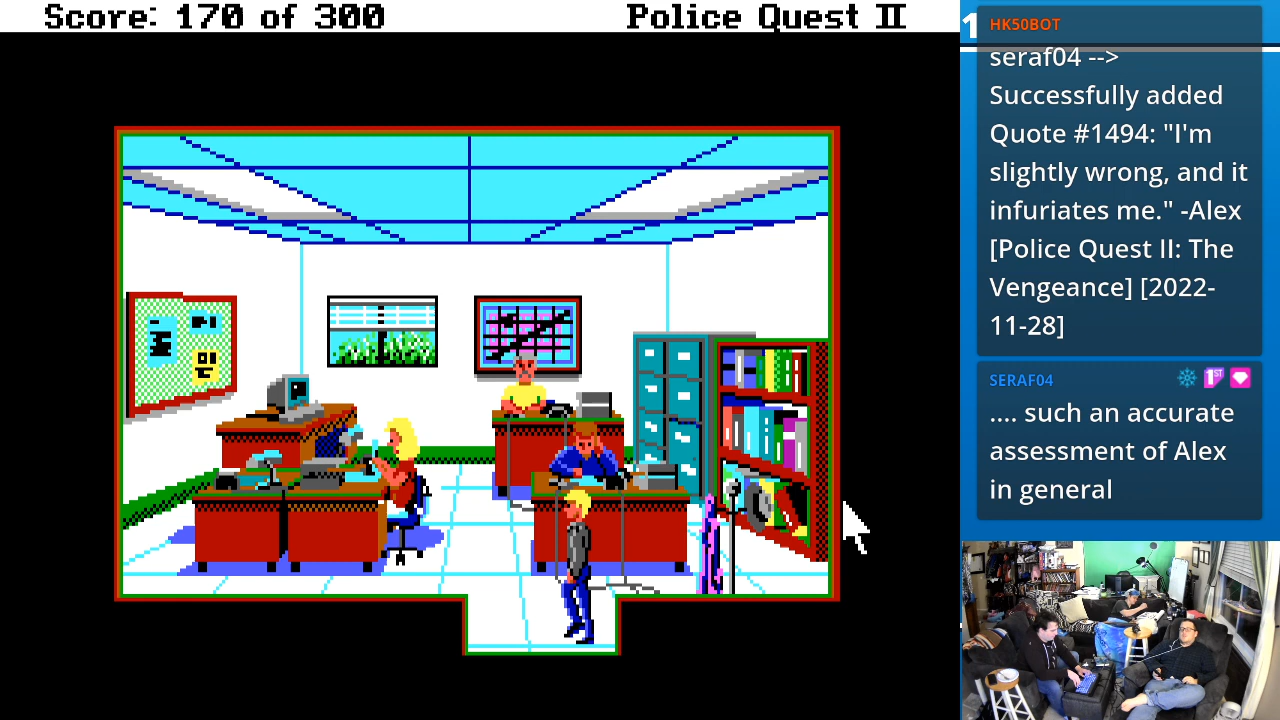 Score: 170 of 300
Police Quest II
1
HK50BOT
seraf04 -->
Successfully added
Quote #1494: "I'm
slightly wrong, and it
infuriates me." -Alex
[Police Quest II: The
Vengeance] [2022-
11-28]
SERAF04
1ST
.... such an accurate
assessment of Alex
in general